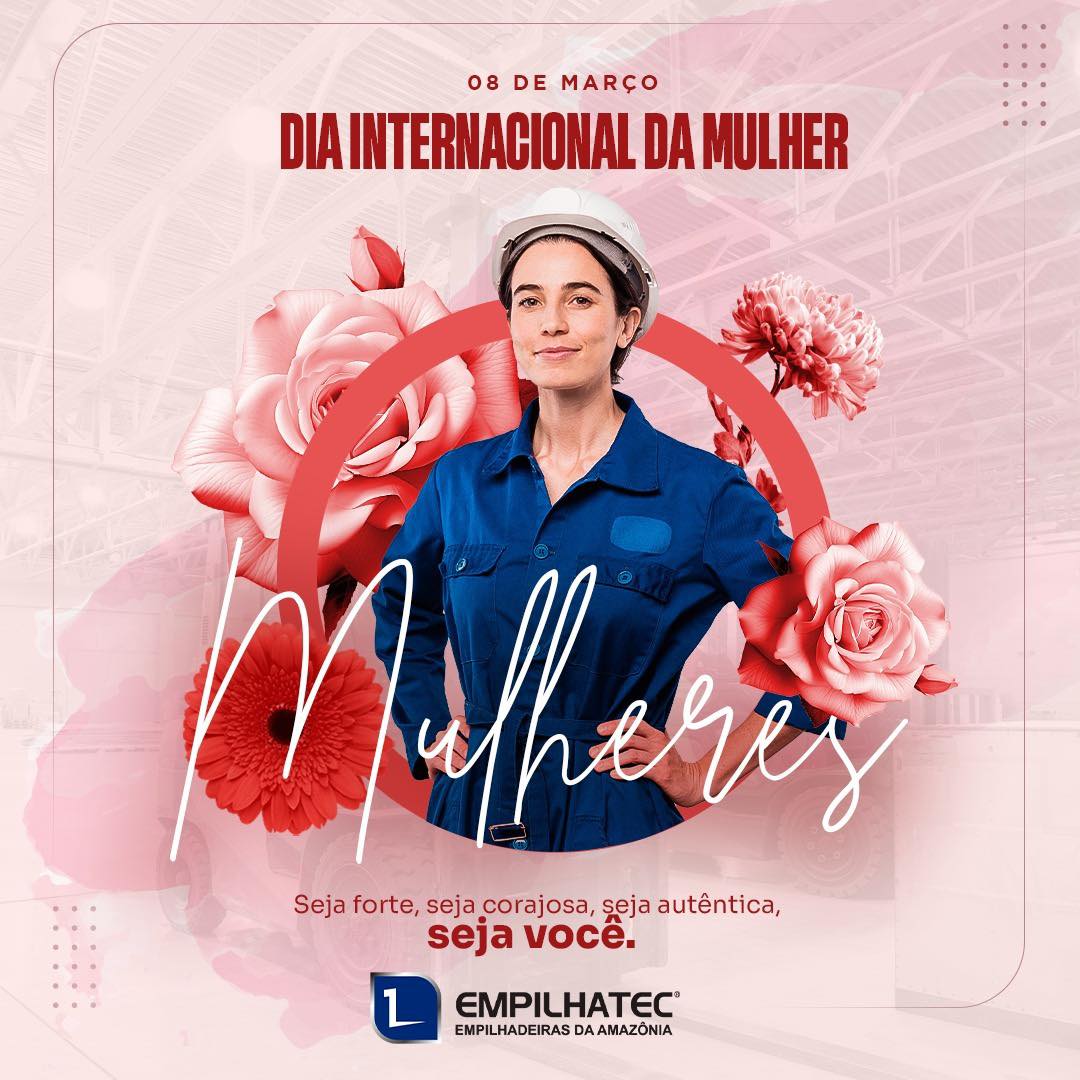 08 DE MARÇO
DIA INTERNACIONAL DA MULHER
Mulheres
Seja forte, seja corajosa, seja autêntica,
seja você.
EMPILHATEC®
EMPILHADEIRAS DA AMAZÔNIA